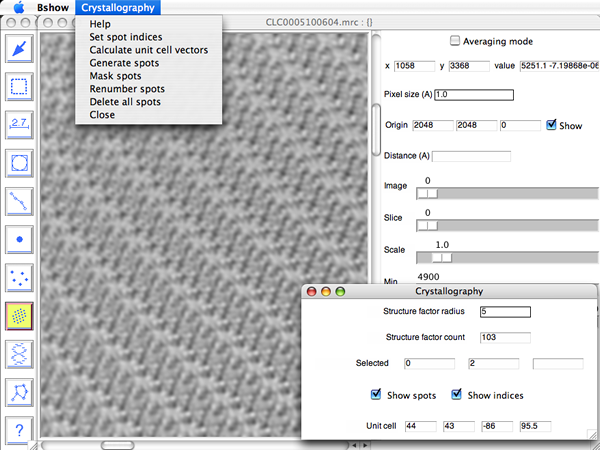 Bshow Crystallography
Help
Set spot indices
Calculate unit cell vectors
Generate spots
Mask spots
Renumber spots
Delete all spots
Close
CLC0005100604.mrc : {}
2.7
?
Averaging mode
x 1058 y 3368 value 5251.1 -7.19868e-06
Pixel size (A) 1.0
Origin 2048 2048 0 Show
Distance (A)
Image 0
Slice 0
Scale 1.0
Min 4900
Crystallography
Structure factor radius 5
Structure factor count 103
Selected 0 2
Show spots Show indices
Unit cell 44 43 -86 95.5